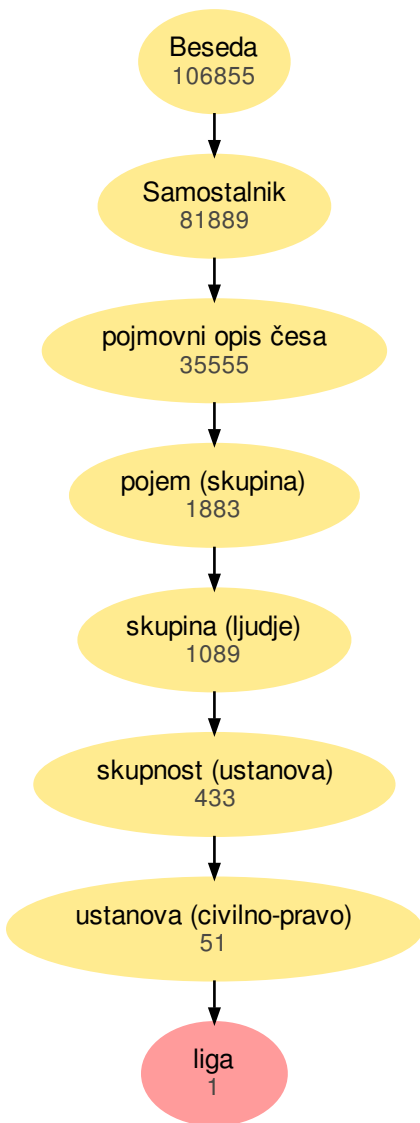 Beseda
106855
Samostalnik
81889
pojmovni opis česa
35555
pojem (skupina)
1883
skupina (ljudje)
1089
skupnost (ustanova)
433
ustanova (civilno-pravo)
51
liga
1